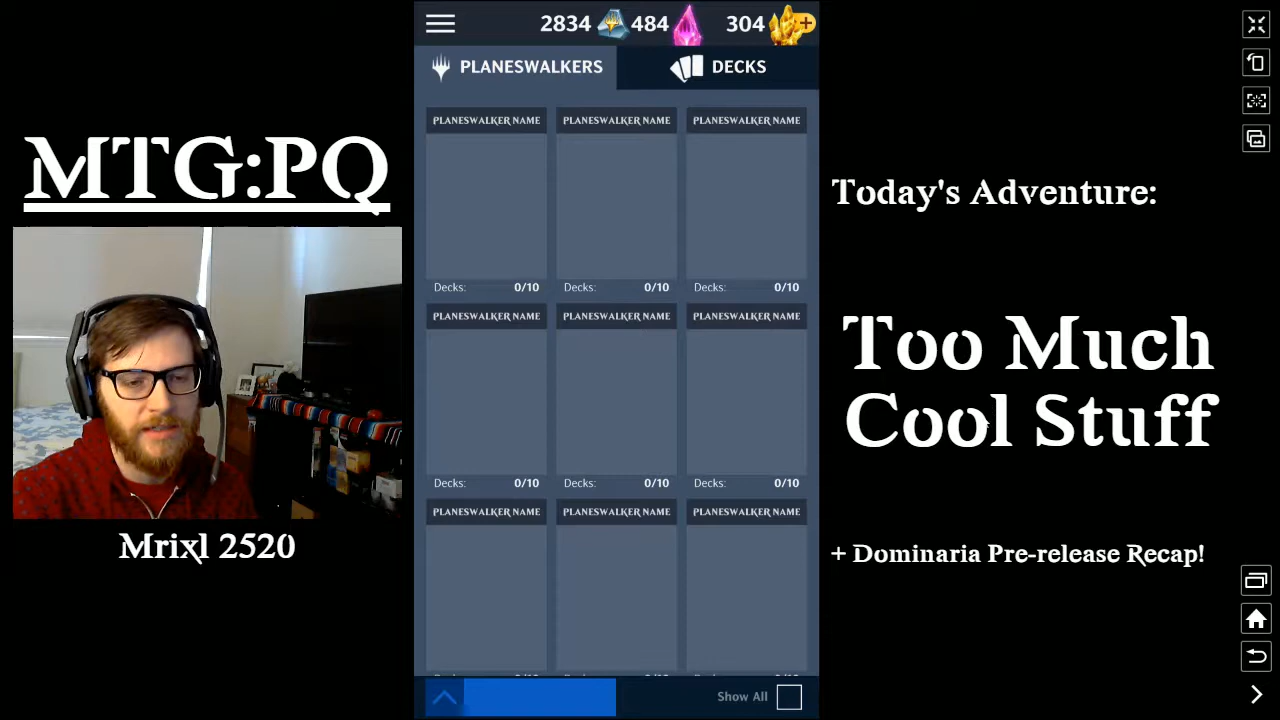 2834 484 304
PLANESWALKERS DECKS
PLANESWALKER NAME PLANESWALKER NAME PLANESWALKER NAME
Decks: 0/10 Decks: 0/10 Decks: 0/10
PLANESWALKER NAME PLANESWALKER NAME PLANESWALKER NAME
Decks: 0/10 Decks: 0/10 Decks: 0/10
PLANESWALKER NAME PLANESWALKER NAME PLANESWALKER NAME
Show All
MTG:PQ
Mrixl 2520
Today's Adventure:
Too Much
Cool Stuff
+ Dominaria Pre-release Recap!